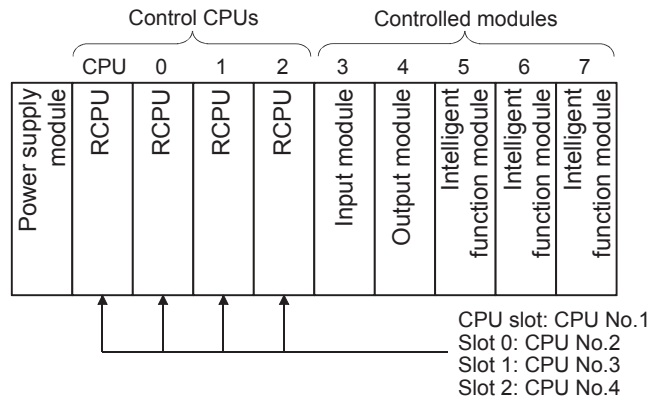 Control CPUs
Controlled modules
CPU 0 1 2 3 4 5 6 7
Power supply
module
RCPU
RCPU
RCPU
RCPU
Input module
Output module
Intelligent
function module
Intelligent
function module
Intelligent
function module
CPU slot: CPU No.1
Slot 0: CPU No.2
Slot 1: CPU No.3
Slot 2: CPU No.4